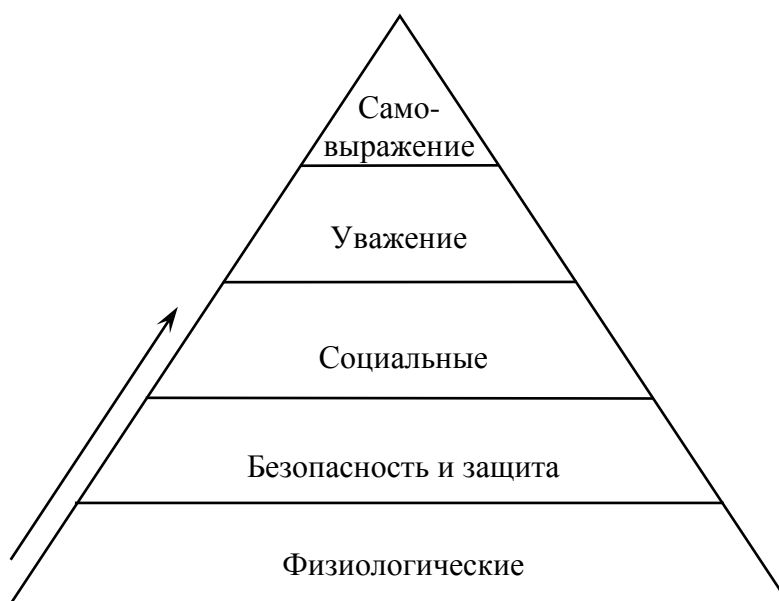 Само-
выражение
Уважение
Социальные
Безопасность и защита
Физиологические